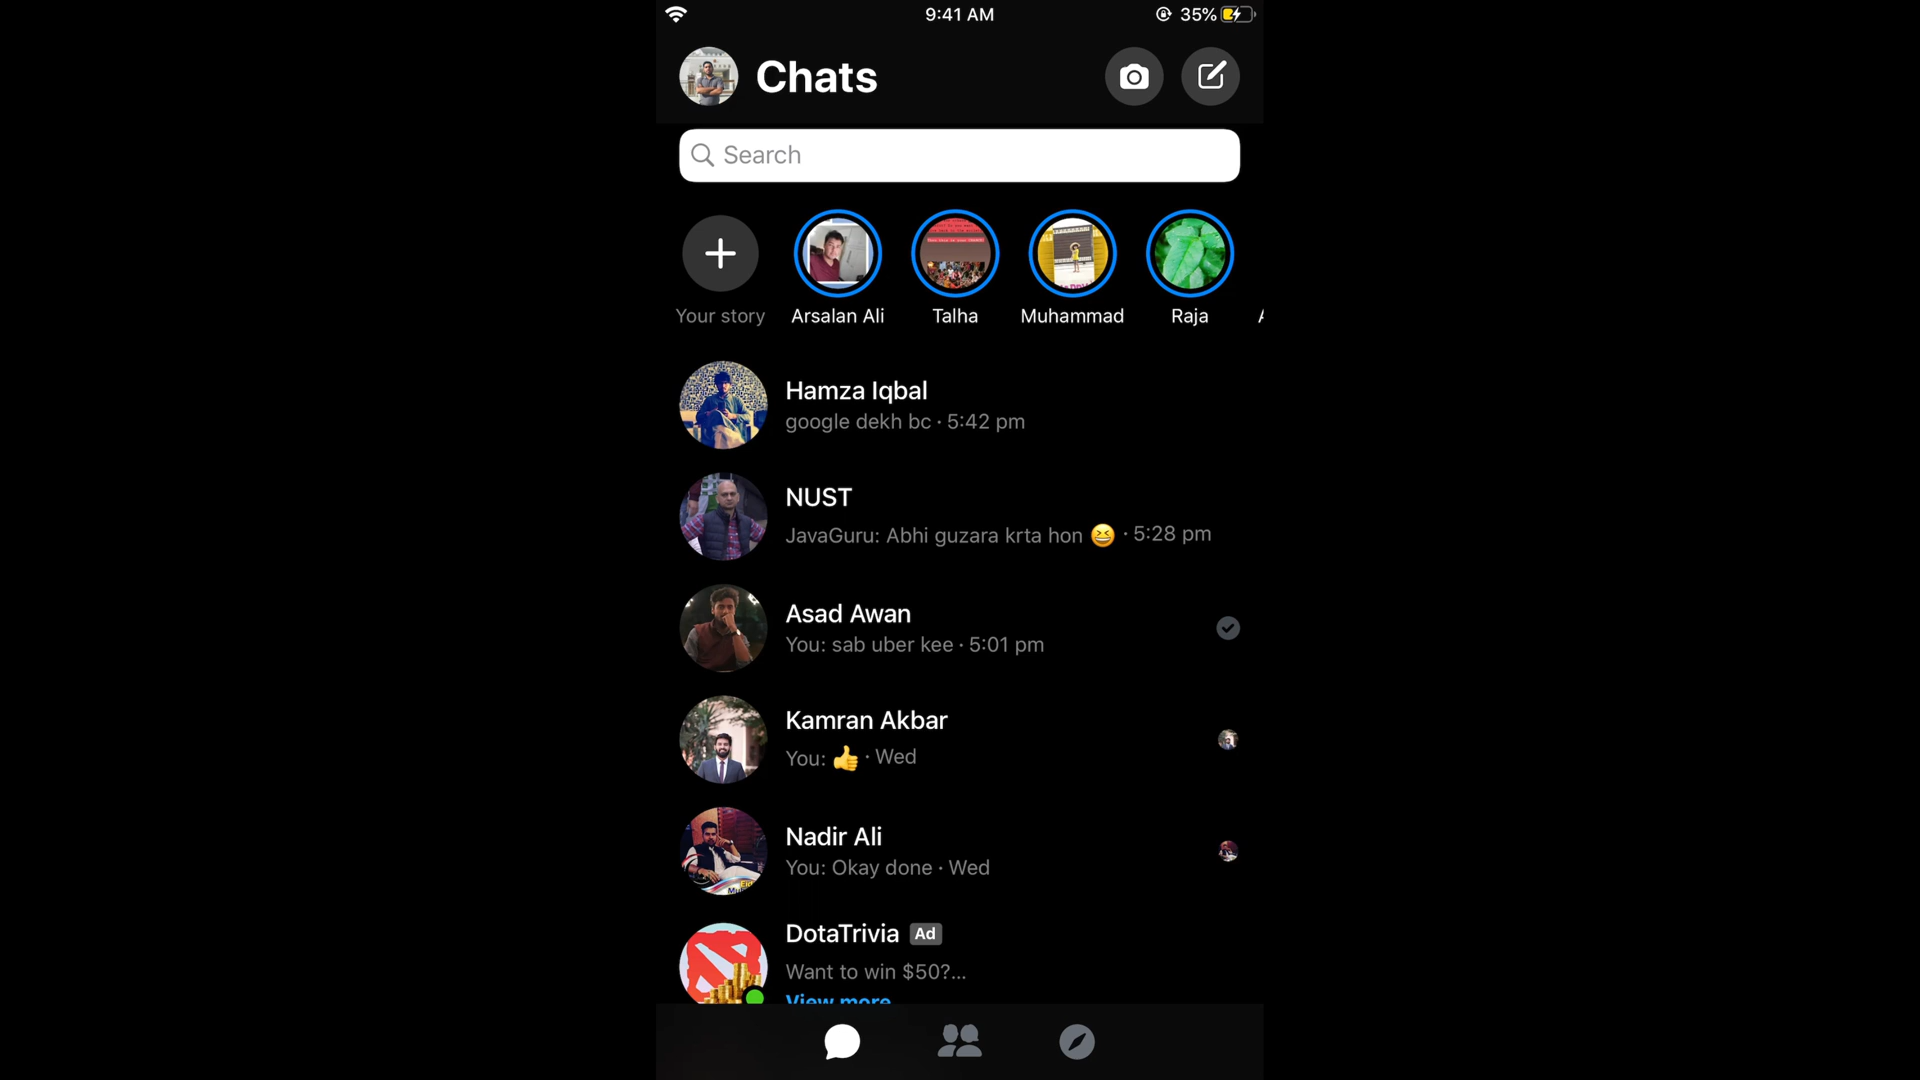 9:41 AM
35%
Chats
Search
Your story
Arsalan Ali
Talha
Muhammad
Raja
Hamza Iqbal
google dekh bc · 5:42 pm
NUST
JavaGuru: Abhi guzara krta hon 😆 · 5:28 pm
Asad Awan
You: sab uber kee · 5:01 pm
Kamran Akbar
You: 👍 · Wed
Nadir Ali
You: Okay done · Wed
DotaTrivia Ad
Want to win $50?...
View more